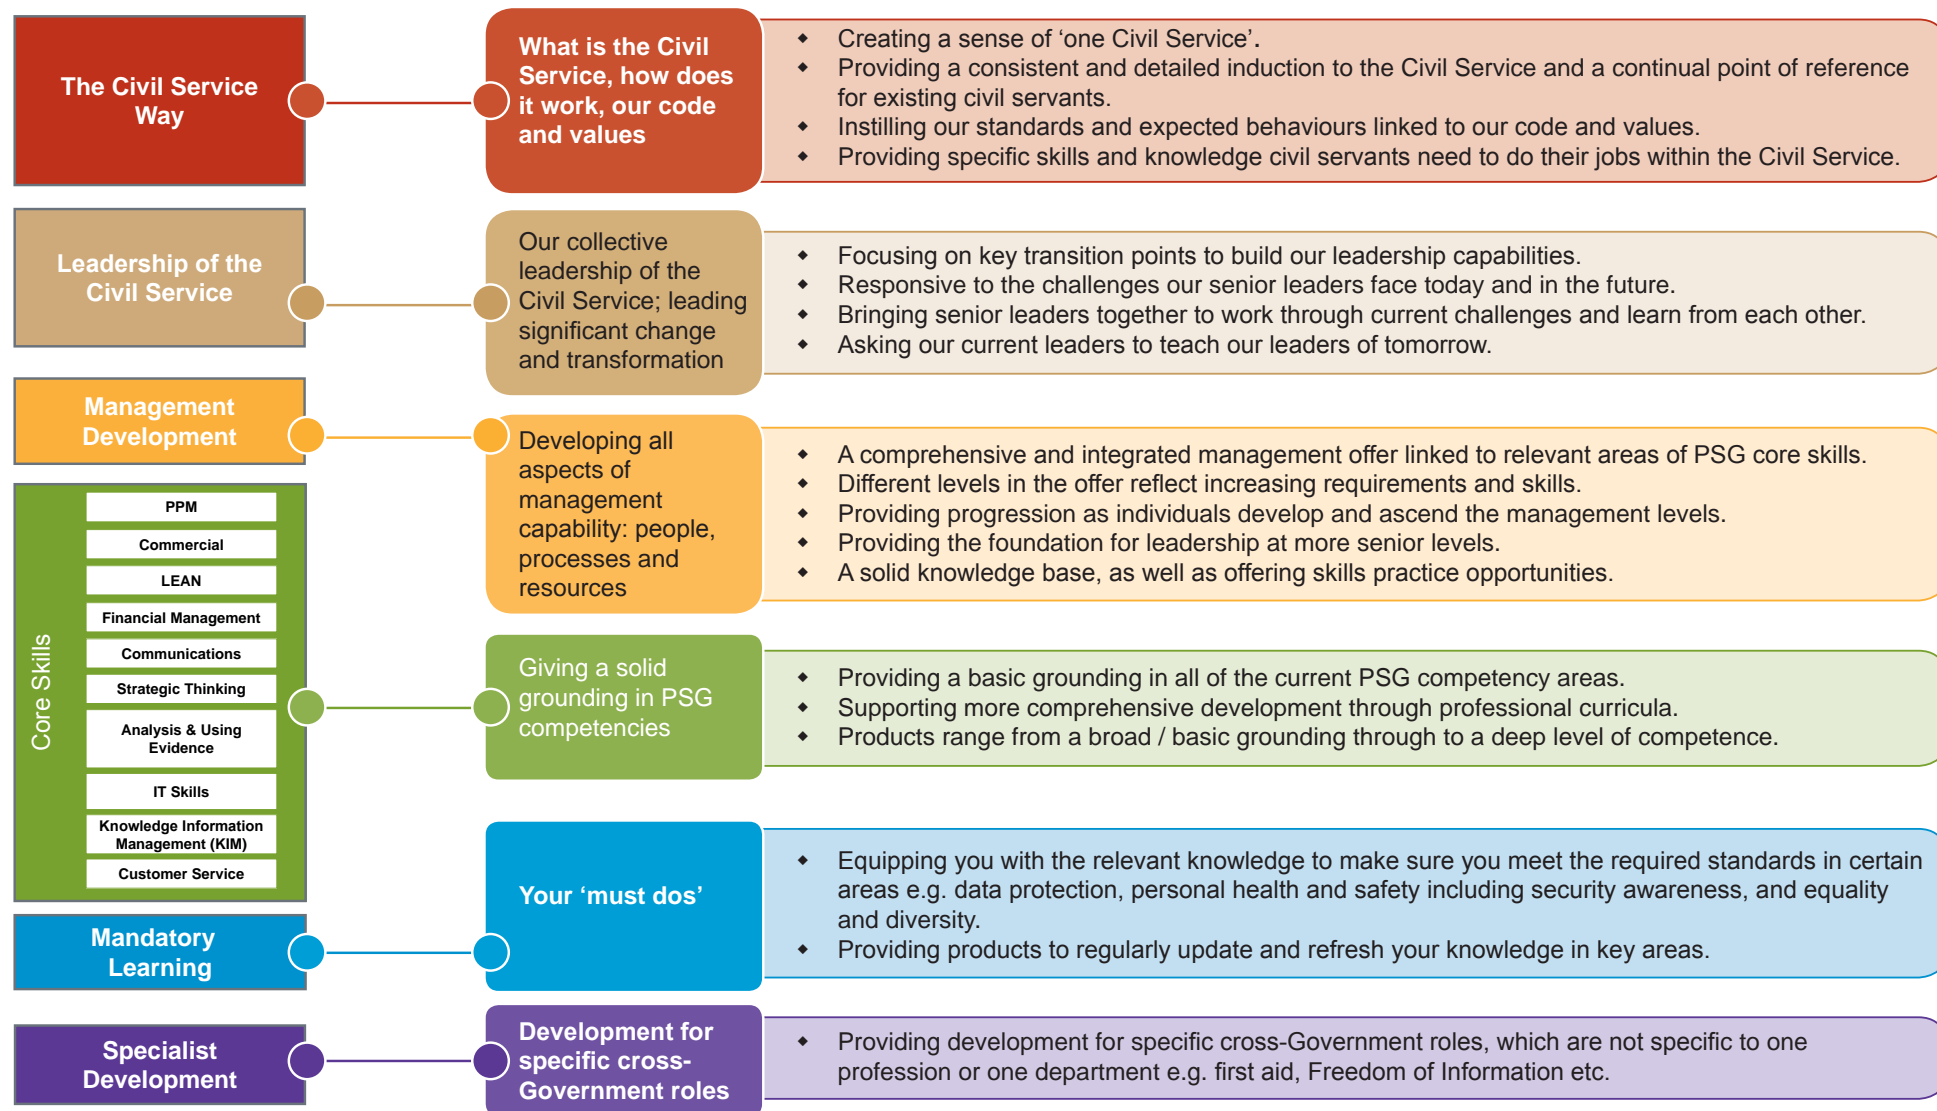 The Civil Service
Way
What is the Civil
Service, how does
it work, our code
and values
◆ Creating a sense of ‘one Civil Service’.
◆ Providing a consistent and detailed induction to the Civil Service and a continual point of reference
for existing civil servants.
◆ Instilling our standards and expected behaviours linked to our code and values.
◆ Providing specific skills and knowledge civil servants need to do their jobs within the Civil Service.
Leadership of the
Civil Service
Our collective
leadership of the
Civil Service; leading
significant change
and transformation
◆ Focusing on key transition points to build our leadership capabilities.
◆ Responsive to the challenges our senior leaders face today and in the future.
◆ Bringing senior leaders together to work through current challenges and learn from each other.
◆ Asking our current leaders to teach our leaders of tomorrow.
Management
Development
Developing all
aspects of
management
capability: people,
processes and
resources
◆ A comprehensive and integrated management offer linked to relevant areas of PSG core skills.
◆ Different levels in the offer reflect increasing requirements and skills.
◆ Providing progression as individuals develop and ascend the management levels.
◆ Providing the foundation for leadership at more senior levels.
◆ A solid knowledge base, as well as offering skills practice opportunities.
Core Skills
PPM
Commercial
LEAN
Financial Management
Communications
Strategic Thinking
Analysis & Using
Evidence
IT Skills
Knowledge Information
Management (KIM)
Customer Service
Giving a solid
grounding in PSG
competencies
◆ Providing a basic grounding in all of the current PSG competency areas.
◆ Supporting more comprehensive development through professional curricula.
◆ Products range from a broad / basic grounding through to a deep level of competence.
Mandatory
Learning
Your ‘must dos’
◆ Equipping you with the relevant knowledge to make sure you meet the required standards in certain
areas e.g. data protection, personal health and safety including security awareness, and equality
and diversity.
◆ Providing products to regularly update and refresh your knowledge in key areas.
Specialist
Development
Development for
specific cross-
Government roles
◆ Providing development for specific cross-Government roles, which are not specific to one
profession or one department e.g. first aid, Freedom of Information etc.